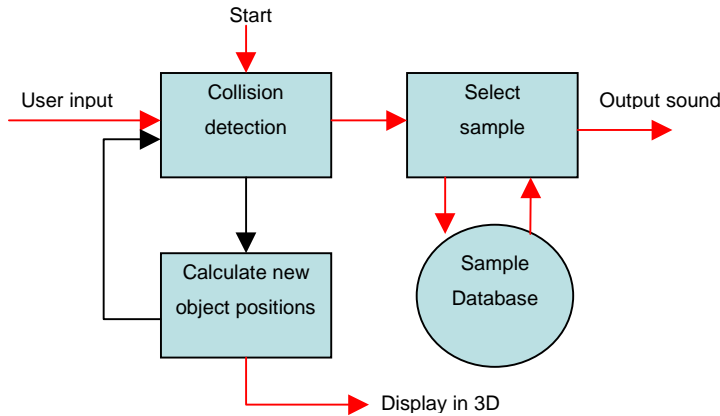 Start
User input
Collision
detection
Select
sample
Output sound
Calculate new
object positions
Sample
Database
Display in 3D